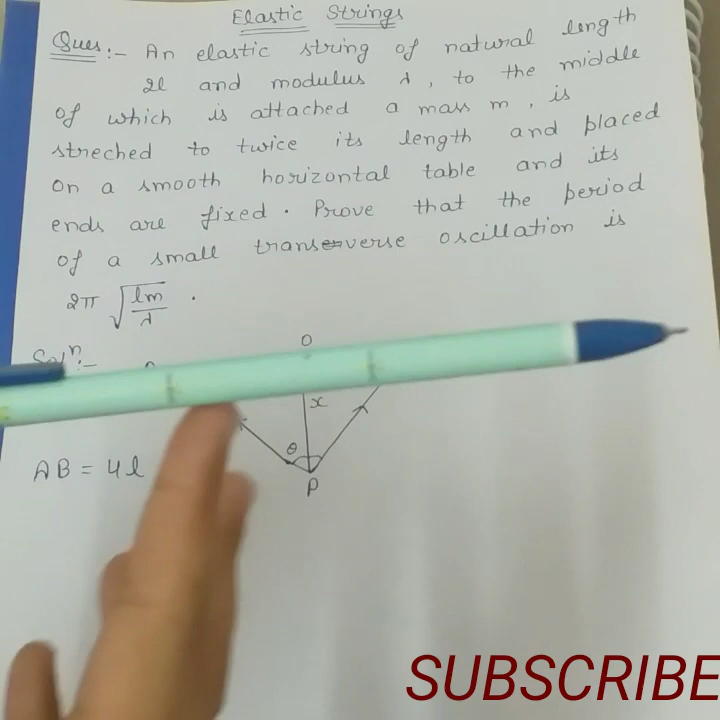 Elastic Strings
Ques :- An elastic string of natural length
2l and modulus λ, to the middle
of which is attached a mass m, is
streched to twice its length and placed
on a smooth horizontal table and its
ends are fixed. Prove that the period
of a small transverse oscillation is
2π √(lm/λ) .
Solⁿ:-
O
x
θ
AB = 4l
P
SUBSCRIBE